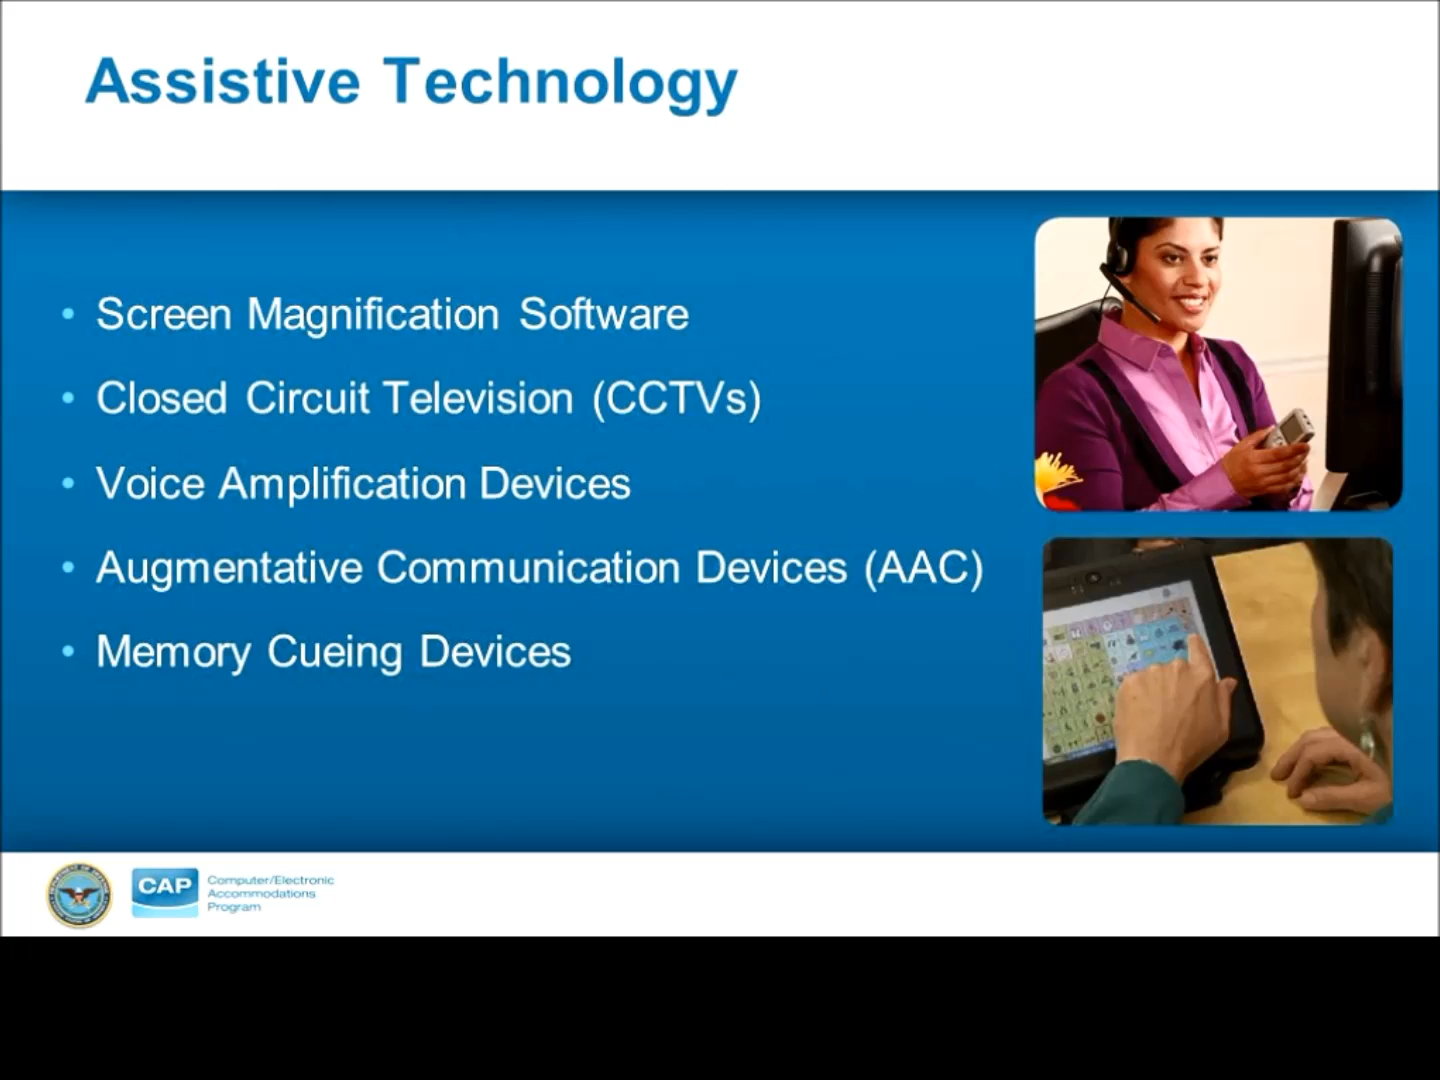 Assistive Technology
• Screen Magnification Software
• Closed Circuit Television (CCTVs)
• Voice Amplification Devices
• Augmentative Communication Devices (AAC)
• Memory Cueing Devices
CAP
Computer/Electronic
Accommodations
Program